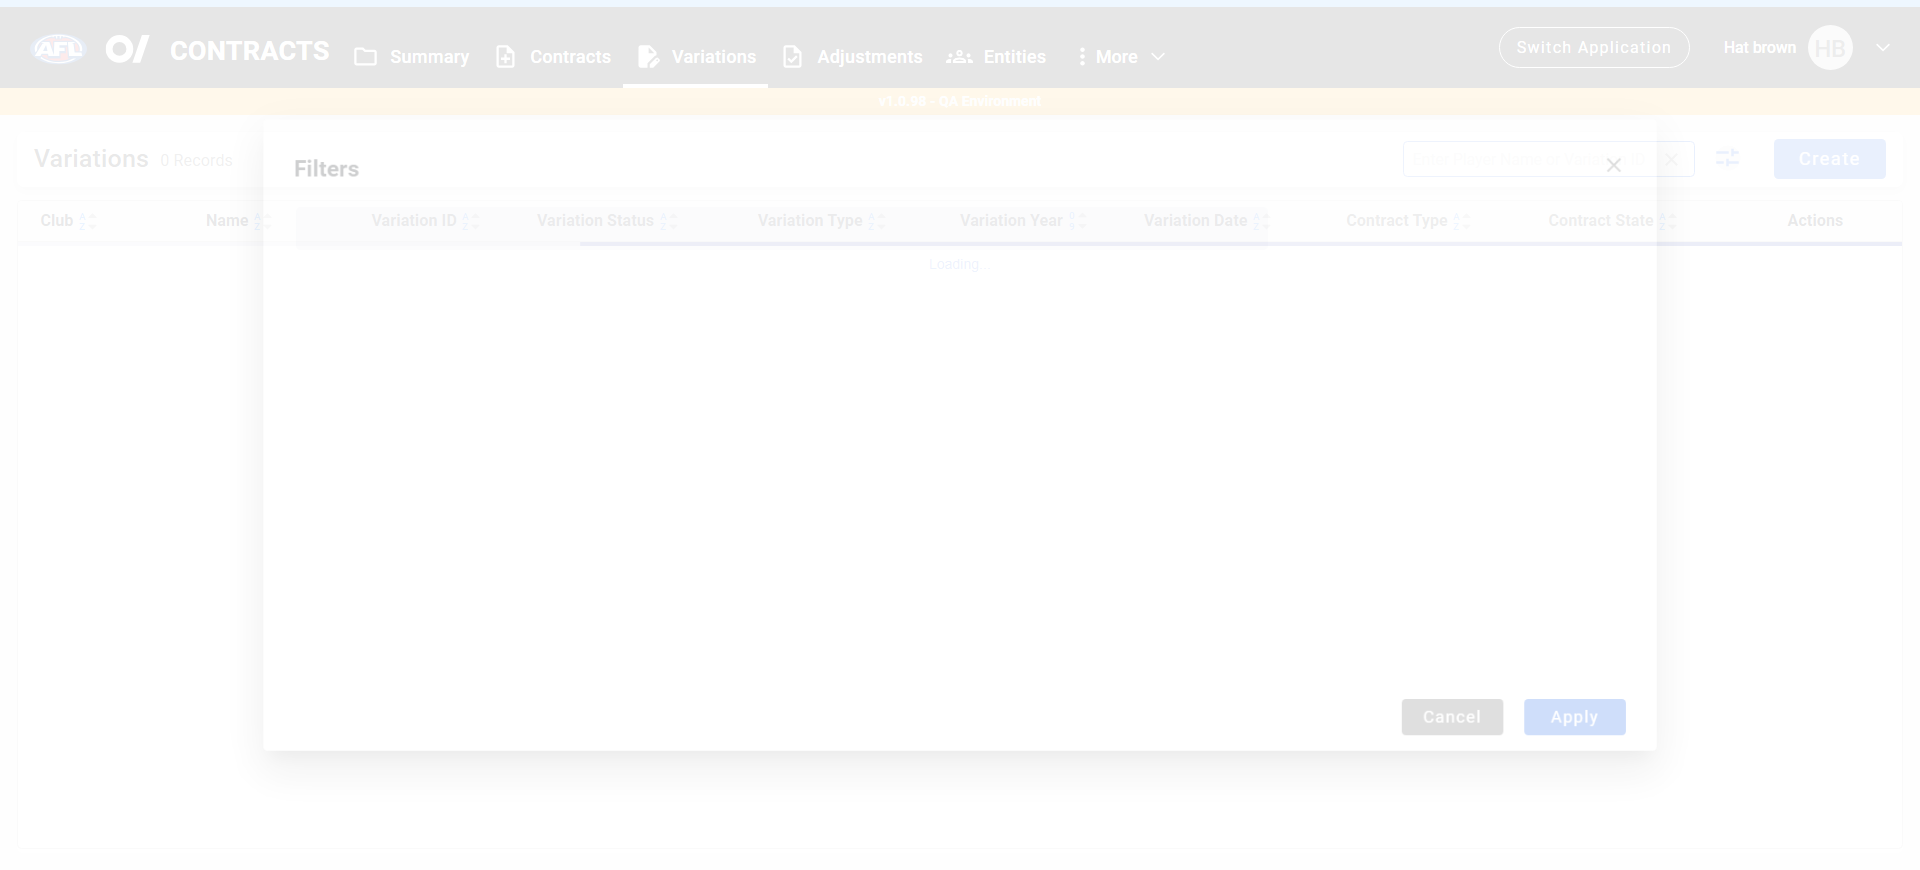 AFL CONTRACTS Summary Contracts Variations Adjustments Entities More Switch Application Hat brown HB
v1.0.98 - QA Environment
Variations 0 Records Create
Filters
Club Name Variation ID Variation Status Variation Type Variation Year Variation Date Contract Type Contract State Actions
Loading
Cancel Apply